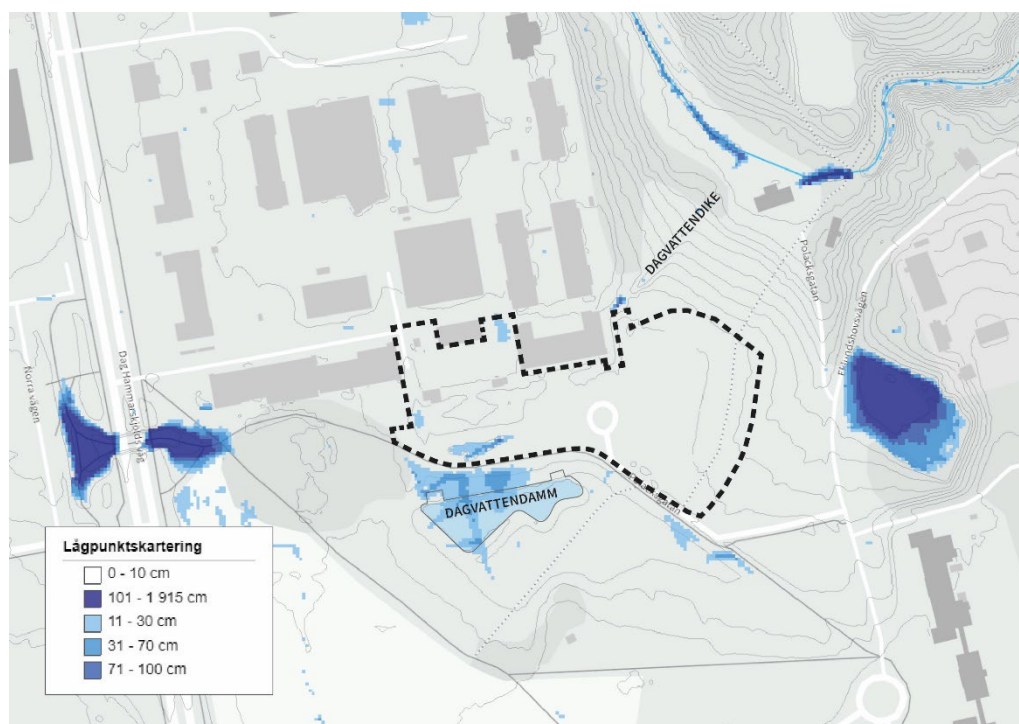 DAGVATTENDIKE
Polacksgatan
Eklundshovsvägen
Norra vägen
Dag Hammarskjölds väg
DAGVATTENDAMM
Lågpunktskartering
0 - 10 cm
101 - 1 915 cm
11 - 30 cm
31 - 70 cm
71 - 100 cm